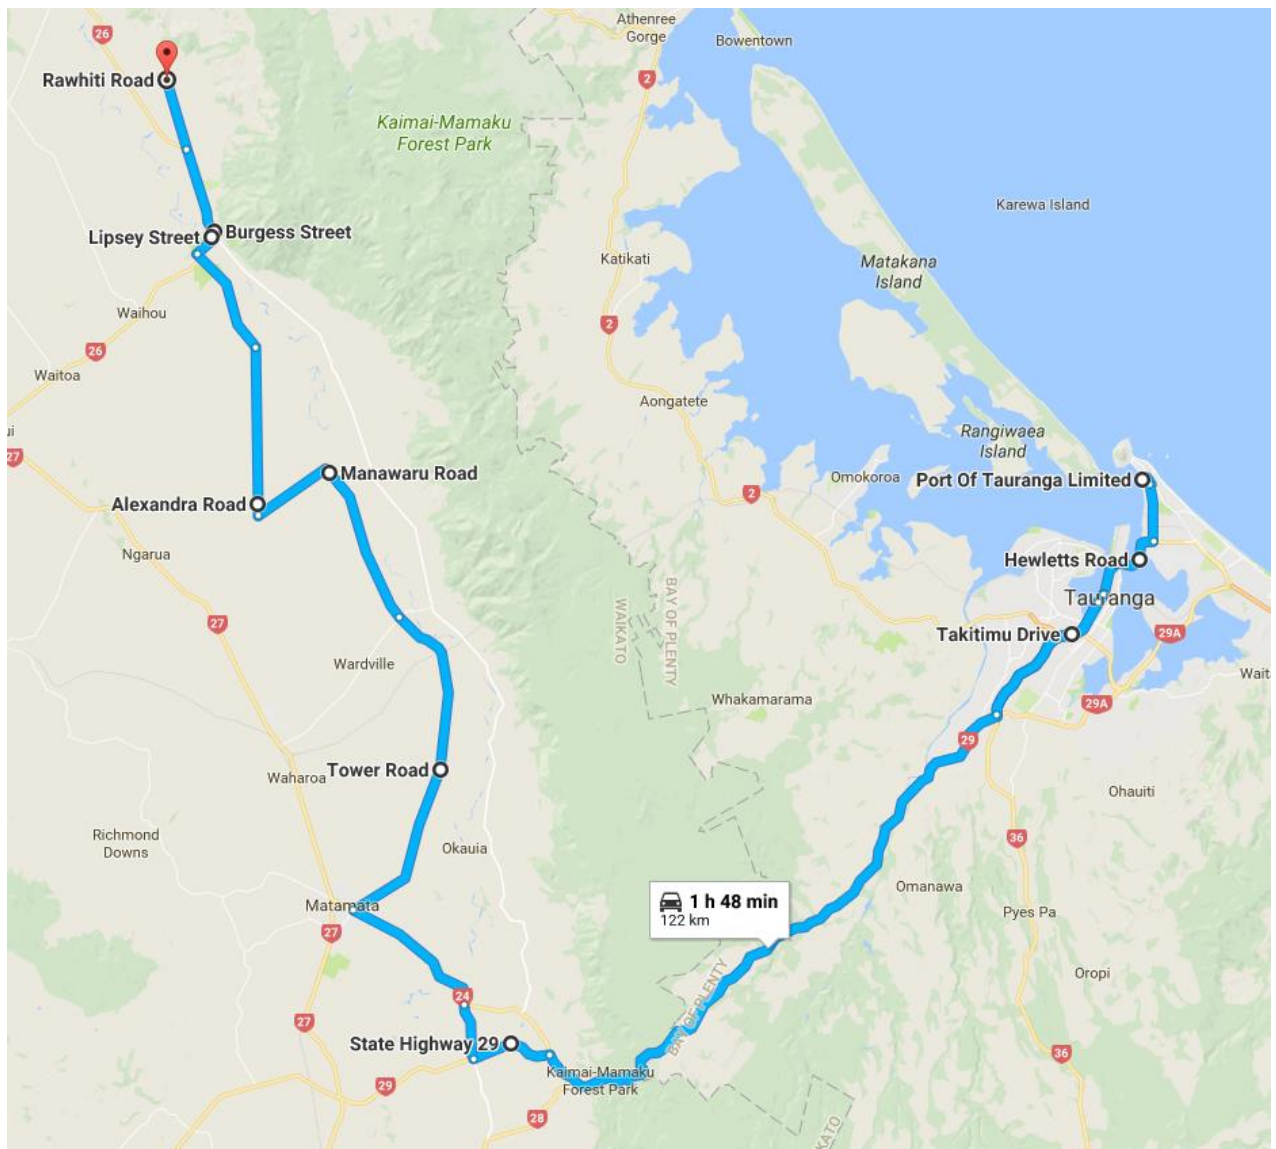 Athenree
Gorge
Bowentown
26
2
Rawhiti Road
Kaimai-Mamaku
Forest Park
Karewa Island
Lipsey Street
Burgess Street
Katikati
Matakana
Island
Waihou
2
26
Waitoa
Aongatete
Rangiwaea
Island
27
Manawaru Road
Omokoroa
Port Of Tauranga Limited
2
Alexandra Road
Ngarua
Hewletts Road
BAY OF PLENTY
WAIKATO
Tauranga
27
Takitimu Drive
29A
Wardville
Waita
Whakamarama
29A
29
Tower Road
Waharoa
Ohauiti
Richmond
Downs
36
Okauia
Omanawa
1 h 48 min
122 km
Matamata
27
Pyes Pa
Oropi
BAY OF PLENTY
24
27
State Highway 29
36
Kaimai-Mamaku
Forest Park
29
28
KATO